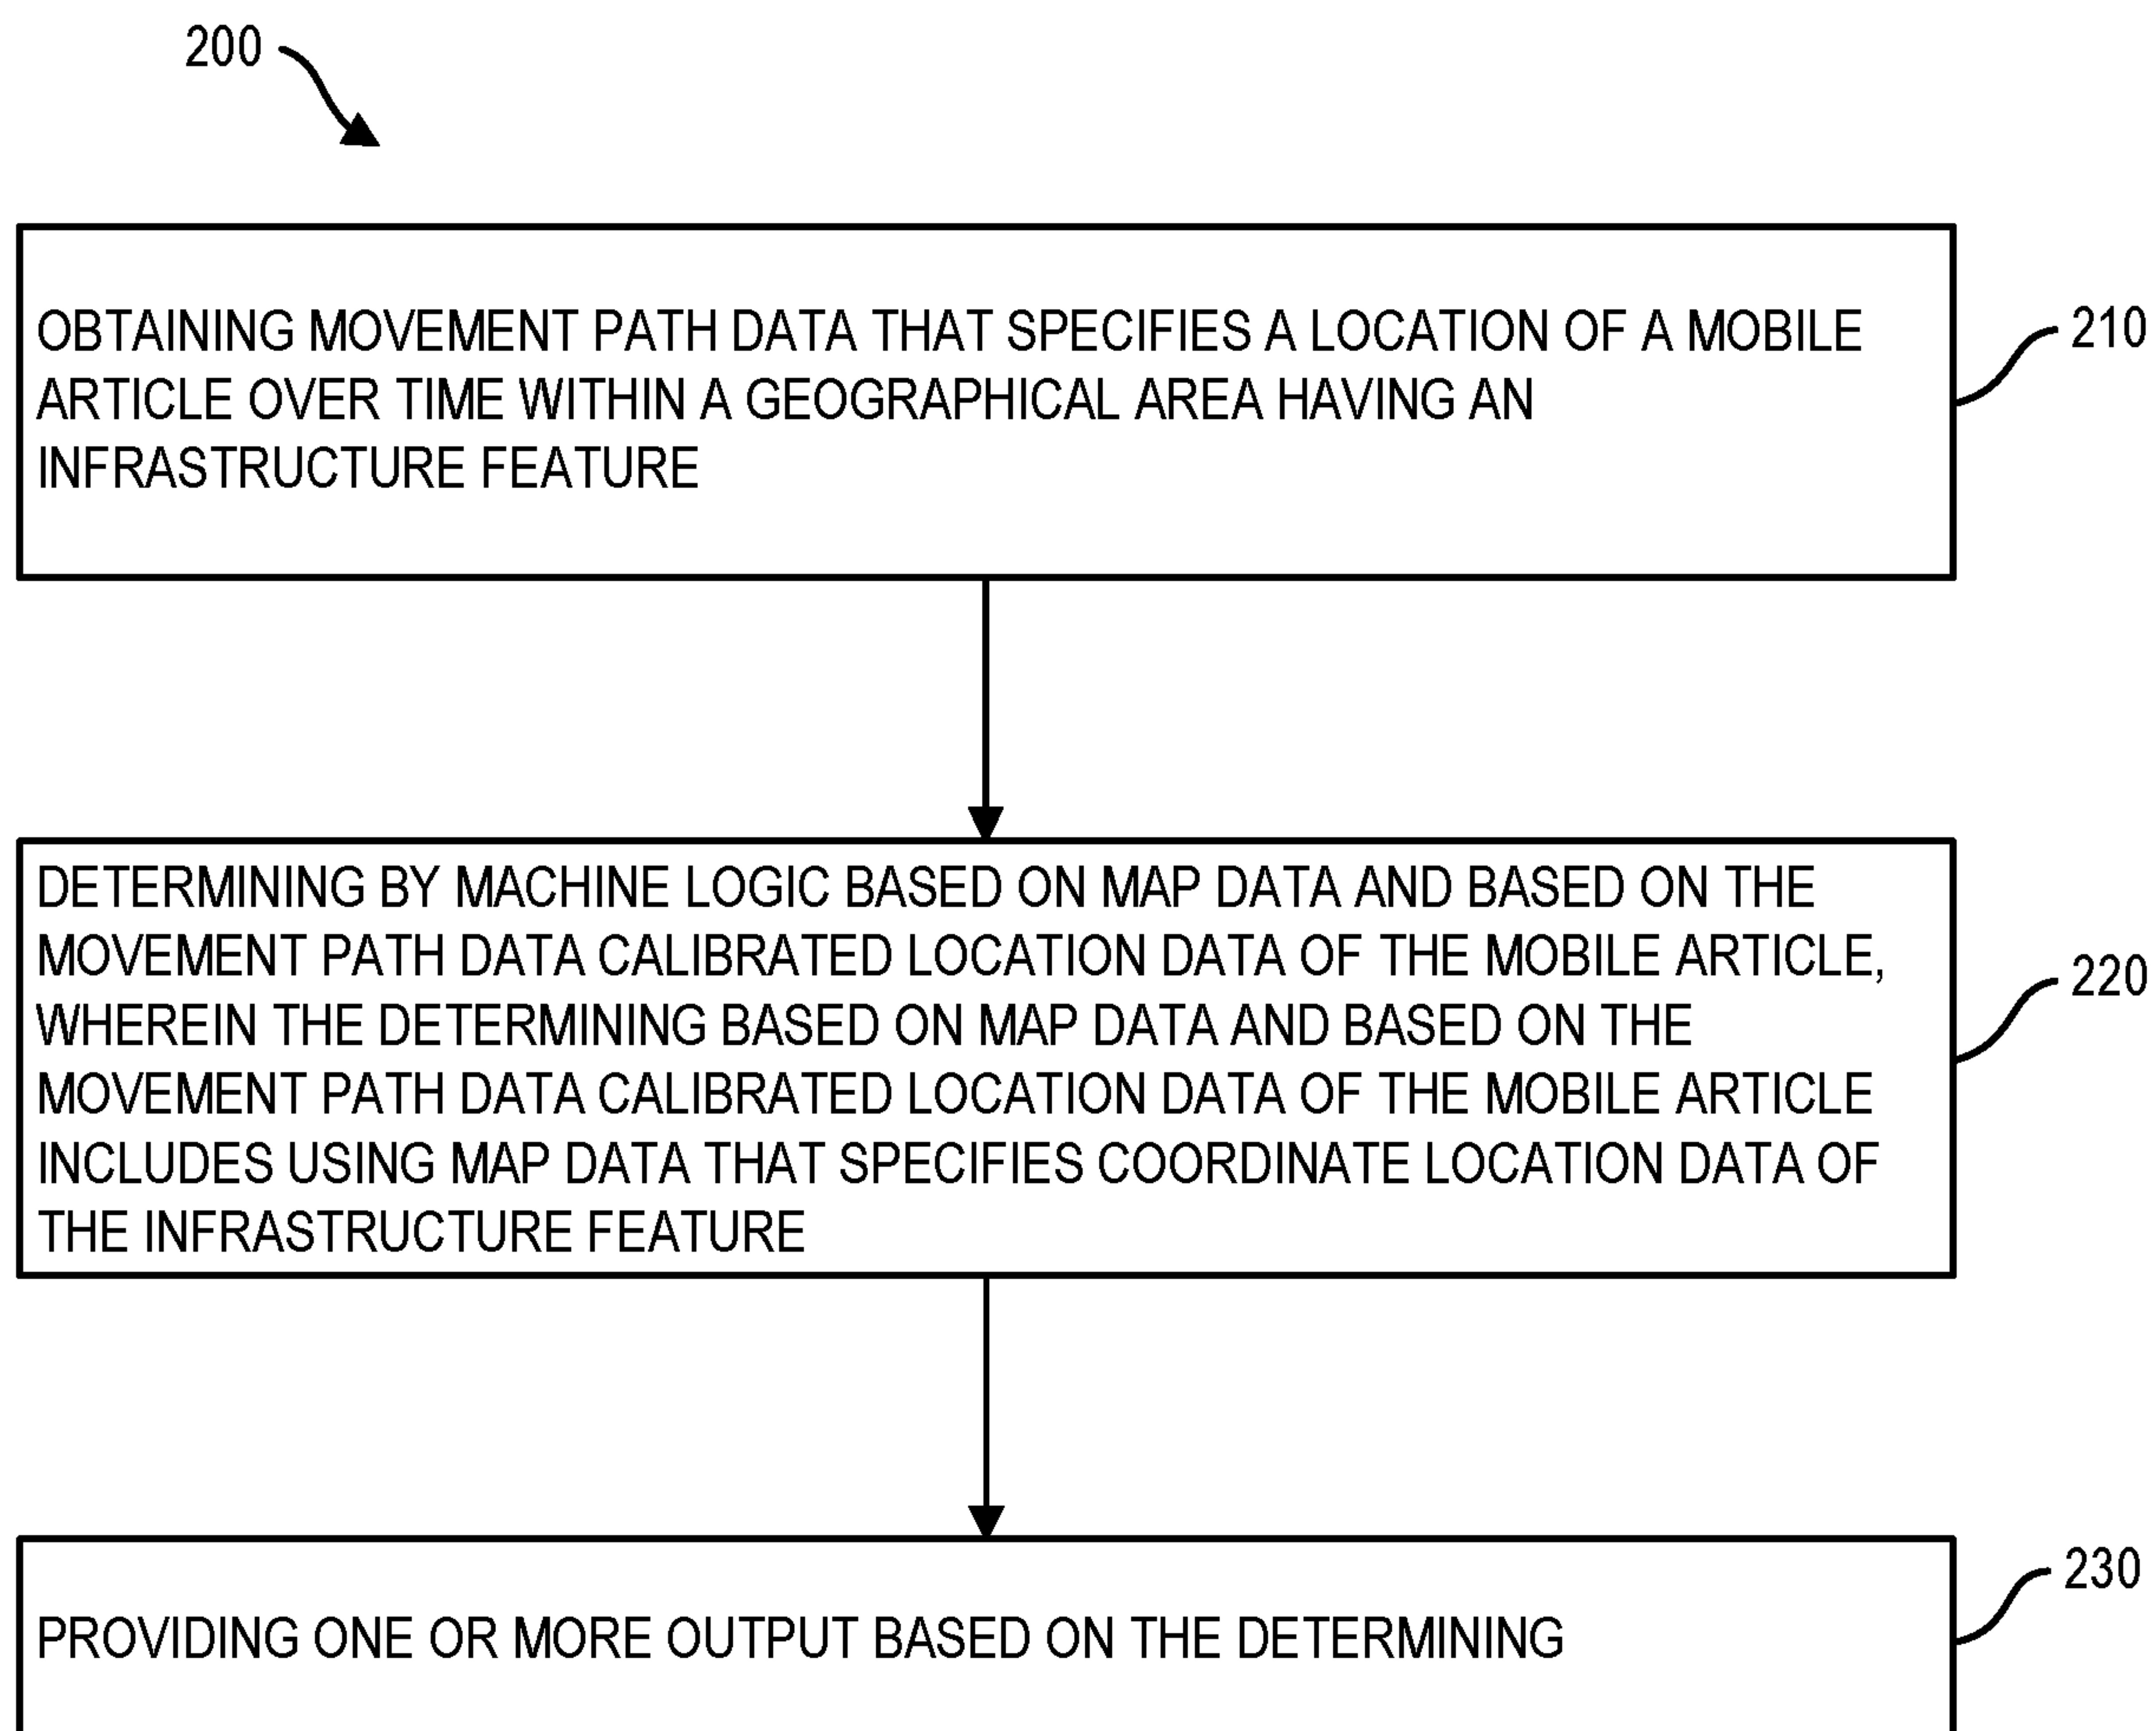 200
OBTAINING MOVEMENT PATH DATA THAT SPECIFIES A LOCATION OF A MOBILE
ARTICLE OVER TIME WITHIN A GEOGRAPHICAL AREA HAVING AN
INFRASTRUCTURE FEATURE
210
DETERMINING BY MACHINE LOGIC BASED ON MAP DATA AND BASED ON THE
MOVEMENT PATH DATA CALIBRATED LOCATION DATA OF THE MOBILE ARTICLE,
WHEREIN THE DETERMINING BASED ON MAP DATA AND BASED ON THE
MOVEMENT PATH DATA CALIBRATED LOCATION DATA OF THE MOBILE ARTICLE
INCLUDES USING MAP DATA THAT SPECIFIES COORDINATE LOCATION DATA OF
THE INFRASTRUCTURE FEATURE
220
PROVIDING ONE OR MORE OUTPUT BASED ON THE DETERMINING
230